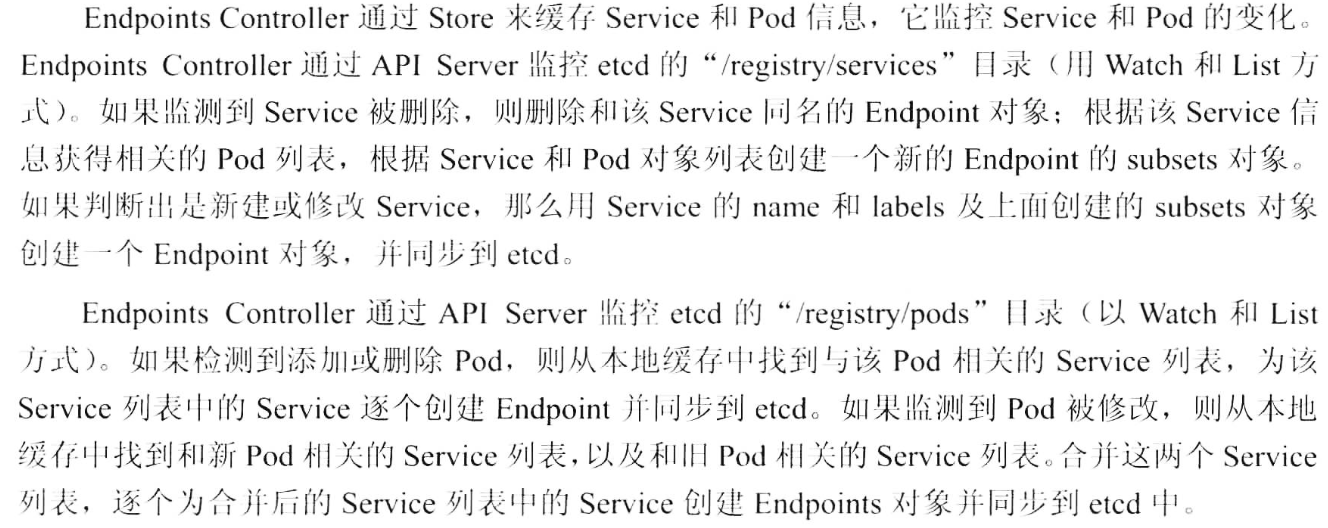 Endpoints Controller 通过 Store 来缓存 Service 和 Pod 信息，它监控 Service 和 Pod 的变化。
Endpoints Controller 通过 API Server 监控 etcd 的“/registry/services”目录（用 Watch 和 List 方
式）。如果监测到 Service 被删除，则删除和该 Service 同名的 Endpoint 对象；根据该 Service 信
息获得相关的 Pod 列表，根据 Service 和 Pod 对象列表创建一个新的 Endpoint 的 subsets 对象。
如果判断出是新建或修改 Service，那么用 Service 的 name 和 labels 及上面创建的 subsets 对象
创建一个 Endpoint 对象，并同步到 etcd。
Endpoints Controller 通过 API Server 监控 etcd 的“/registry/pods”目录（以 Watch 和 List
方式）。如果检测到添加或删除 Pod，则从本地缓存中找到与该 Pod 相关的 Service 列表，为该
Service 列表中的 Service 逐个创建 Endpoint 并同步到 etcd。如果监测到 Pod 被修改，则从本地
缓存中找到和新 Pod 相关的 Service 列表，以及和旧 Pod 相关的 Service 列表。合并这两个 Service
列表，逐个为合并后的 Service 列表中的 Service 创建 Endpoints 对象并同步到 etcd 中。